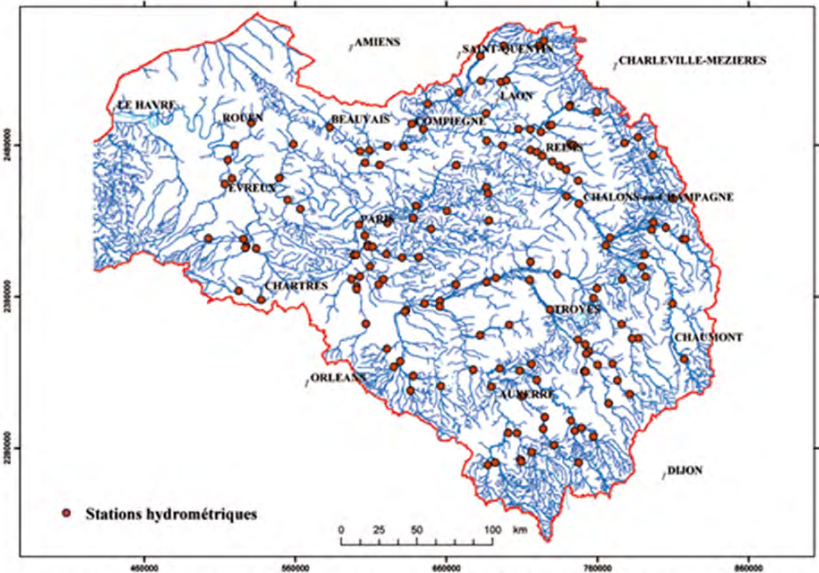 AMIENS
SAINT-QUENTIN
CHARLEVILLE-MEZIERES
LE HAVRE
LAON
ROUEN
BEAUVAIS
COMPIEGNE
2480000
REIMS
EVREUX
CHALONS-en-CHAMPAGNE
PARIS
CHARTRES
2380000
TROYES
CHAUMONT
ORLEANS
AUXERRE
2280000
DIJON
Stations hydrométriques
0 25 50 100 km
460000 560000 660000 760000 860000